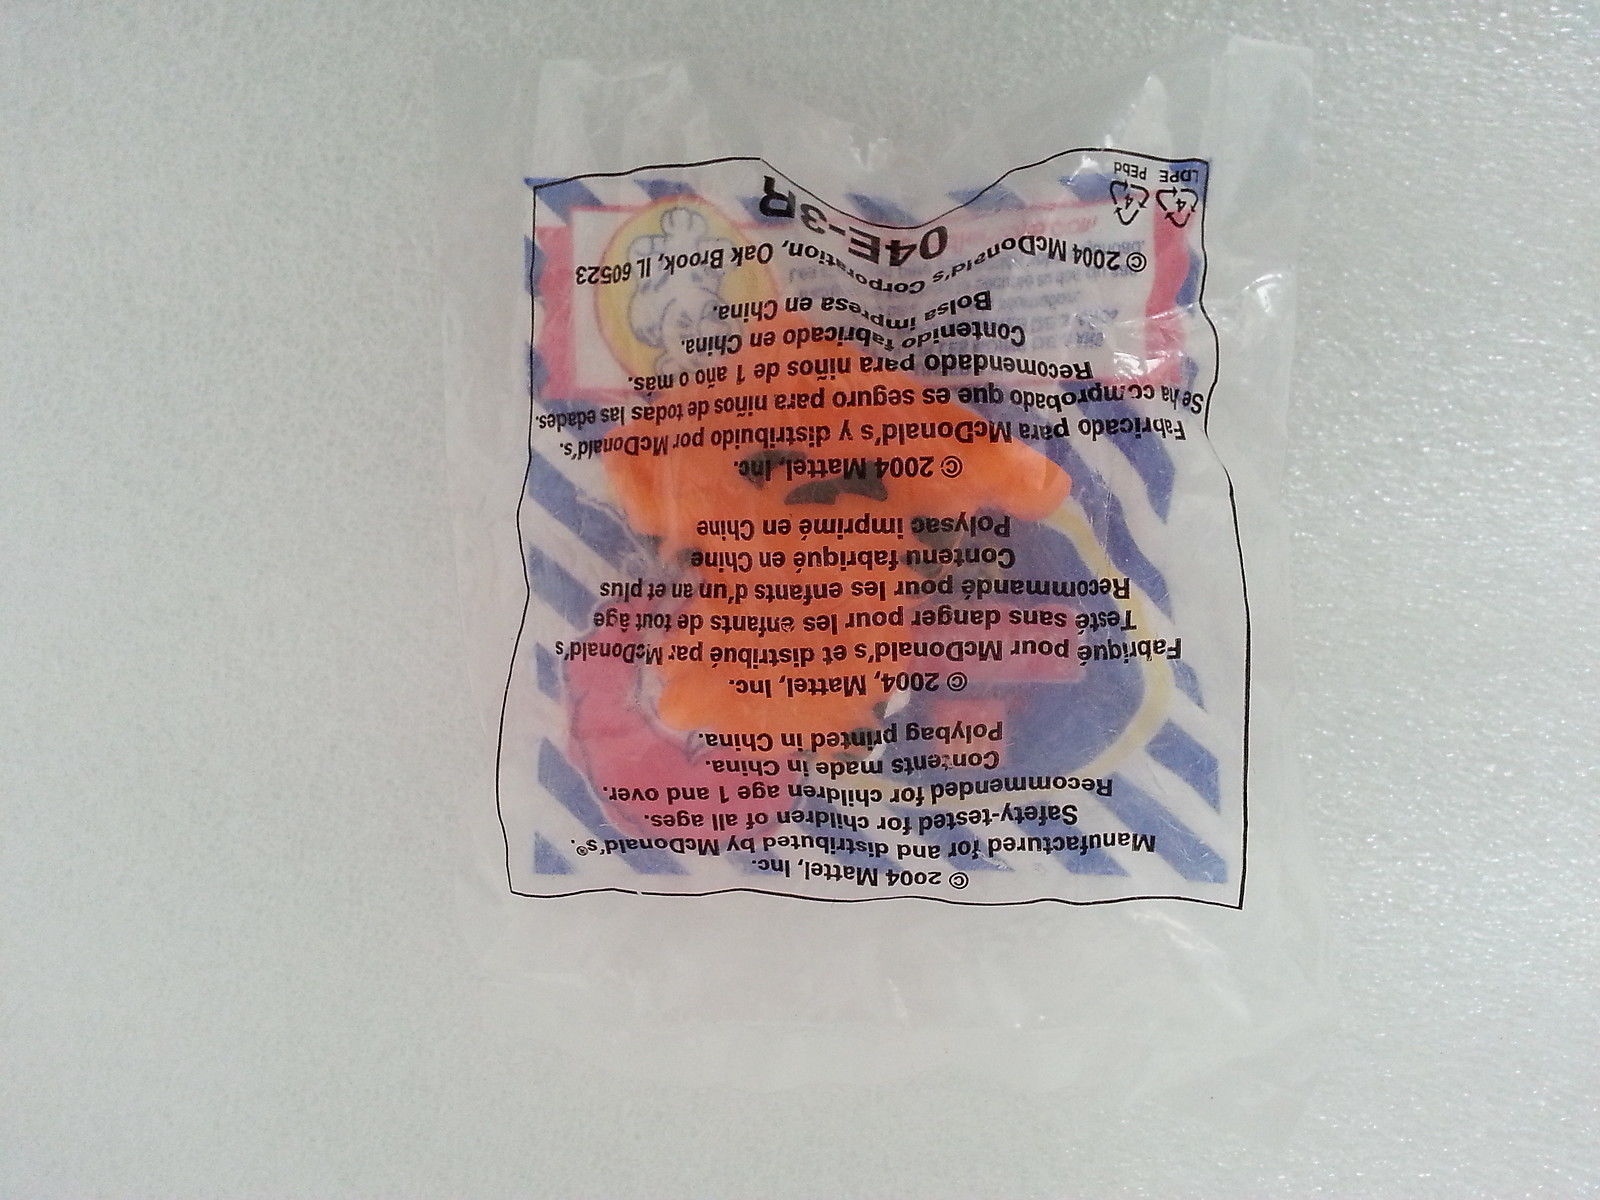 © 2004 Mattel, Inc.
Manufactured for and distributed by McDonald's®.
Safety-tested for children of all ages.
Recommended for children age 1 and over.
Contents made in China.
Polybag printed in China.
© 2004, Mattel, Inc.
Fabriqué pour McDonald's et distribué par McDonald's
Testé sans danger pour les enfants de tout âge
Recommandé pour les enfants d'un an et plus
Contenu fabriqué en Chine
Polysac imprimé en Chine
© 2004 Mattel, Inc.
Fabricado para McDonald's y distribuido por McDonald's.
Se ha comprobado que es seguro para niños de todas las edades.
Recomendado para niños de 1 año o más.
Contenido fabricado en China.
Bolsa impresa en China.
© 2004 McDonald's Corporation, Oak Brook, IL 60523
04E-3R
4 4
LDPE PEbd